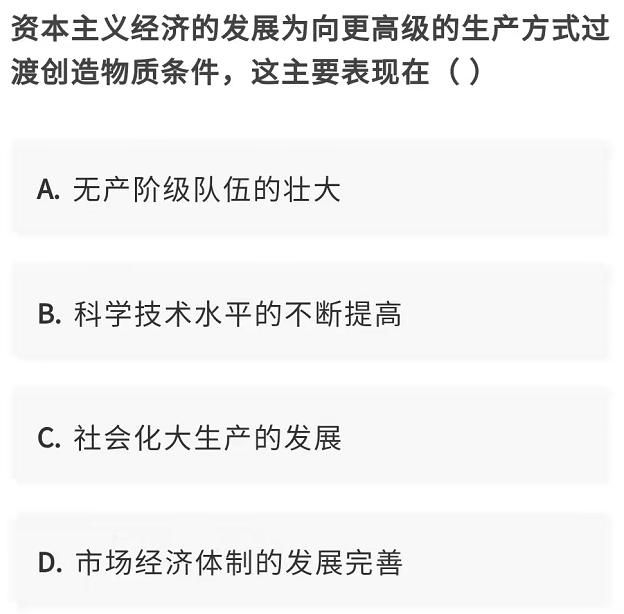 资本主义经济的发展为向更高级的生产方式过
渡创造物质条件，这主要表现在（ ）
A. 无产阶级队伍的壮大
B. 科学技术水平的不断提高
C. 社会化大生产的发展
D. 市场经济体制的发展完善